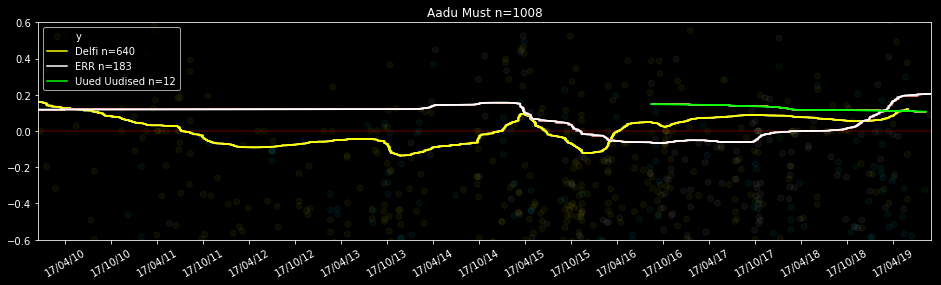 Aadu Must n=1008
y
Delfi n=640
ERR n=183
Uued Uudised n=12
0.6
0.4
0.2
0.0
−0.2
−0.4
−0.6
17/04/10 17/10/10 17/04/11 17/10/11 17/04/12 17/10/12 17/04/13 17/10/13 17/04/14 17/10/14 17/04/15 17/10/15 17/04/16 17/10/16 17/04/17 17/10/17 17/04/18 17/10/18 17/04/19